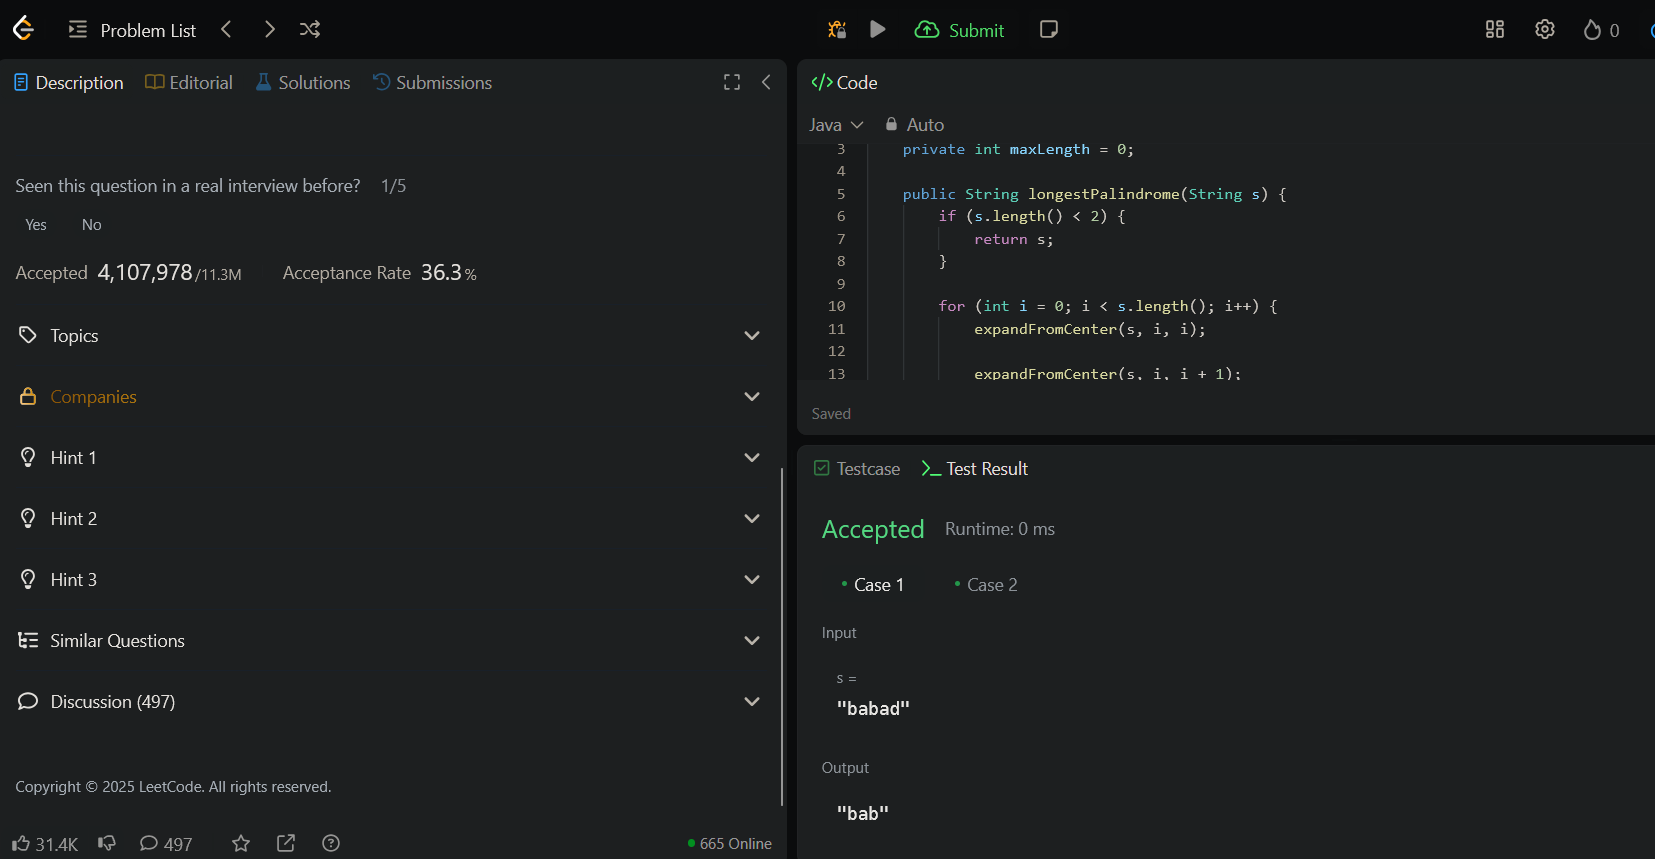 Problem List
Submit
0
Description
Editorial
Solutions
Submissions
Seen this question in a real interview before? 1/5
Yes No
Accepted 4,107,978/11.3M Acceptance Rate 36.3%
Topics
Companies
Hint 1
Hint 2
Hint 3
Similar Questions
Discussion (497)
Copyright © 2025 LeetCode. All rights reserved.
31.4K 497 665 Online
</> Code
Java Auto
3 private int maxLength = 0;
4
5 public String longestPalindrome(String s) {
6 if (s.length() < 2) {
7 return s;
8 }
9
10 for (int i = 0; i < s.length(); i++) {
11 expandFromCenter(s, i, i);
12
13 expandFromCenter(s, i, i + 1);
Saved
Testcase >_ Test Result
Accepted Runtime: 0 ms
• Case 1 • Case 2
Input
s =
"babad"
Output
"bab"